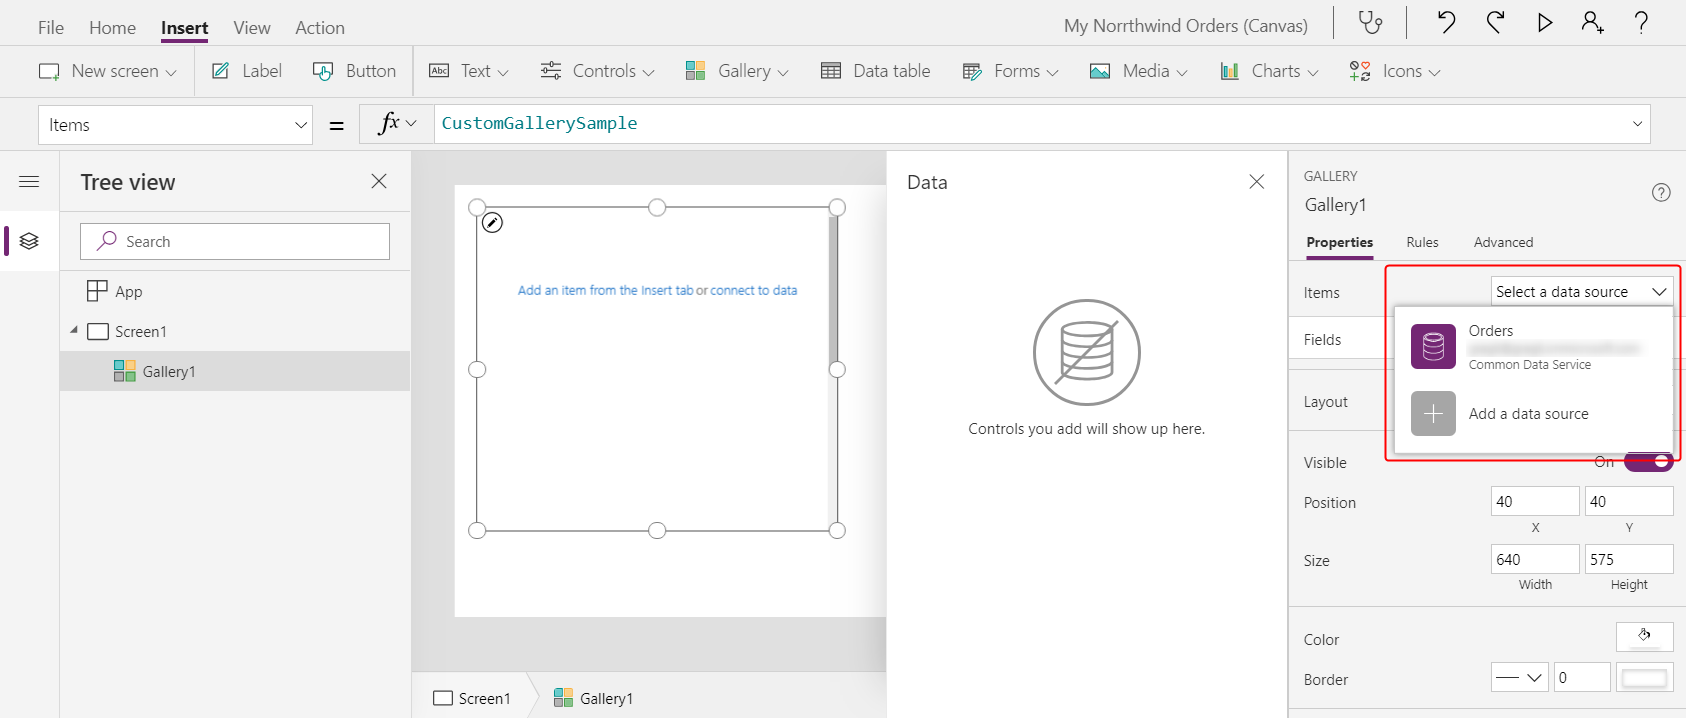 File Home Insert View Action My Norrthwind Orders (Canvas) ?
New screen Label Button Abc Text Controls Gallery Data table Forms Media Charts Icons
Items = fx CustomGallerySample
Tree view
Search
App
Screen1
Gallery1
Add an item from the Insert tab or connect to data
Screen1 Gallery1
Data
Controls you add will show up here.
GALLERY
Gallery1 ?
Properties Rules Advanced
Items Select a data source
Orders
Common Data Service
Add a data source
Fields
Layout
Visible On
Position 40 40
X Y
Size 640 575
Width Height
Color
Border 0